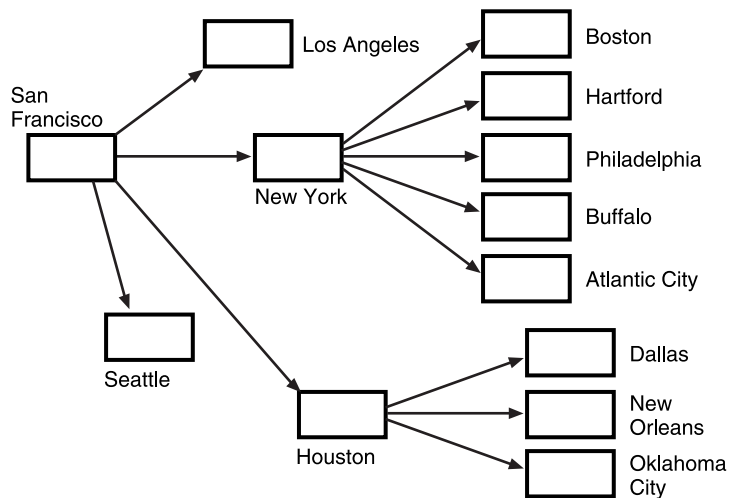 Los Angeles
Boston
San
Francisco
Hartford
Philadelphia
New York
Buffalo
Atlantic City
Seattle
Dallas
Houston
New
Orleans
Oklahoma
City